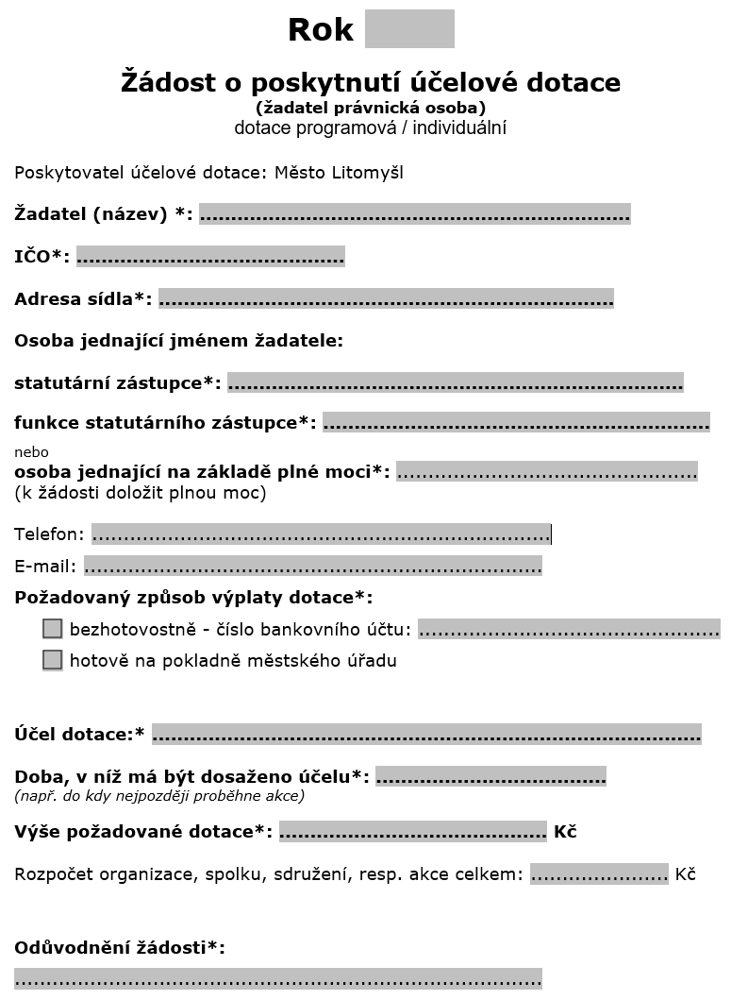 Rok
Žádost o poskytnutí účelové dotace
(žadatel právnická osoba)
dotace programová / individuální
Poskytovatel účelové dotace: Město Litomyšl
Žadatel (název) *: .....................................................................
IČO*: ...........................................
Adresa sídla*: .........................................................................
Osoba jednající jménem žadatele:
statutární zástupce*: .........................................................................
funkce statutárního zástupce*: ..............................................................
nebo
osoba jednající na základě plné moci*: ................................................
(k žádosti doložit plnou moc)
Telefon: .........................................................................
E-mail: .........................................................................
Požadovaný způsob výplaty dotace*:
bezhotovostně - číslo bankovního účtu: ................................................
hotově na pokladně městského úřadu
Účel dotace:* ........................................................................................
Doba, v níž má být dosaženo účelu*: .....................................
(např. do kdy nejpozději proběhne akce)
Výše požadované dotace*: ........................................... Kč
Rozpočet organizace, spolku, sdružení, resp. akce celkem: ...................... Kč
Odůvodnění žádosti*:
....................................................................................